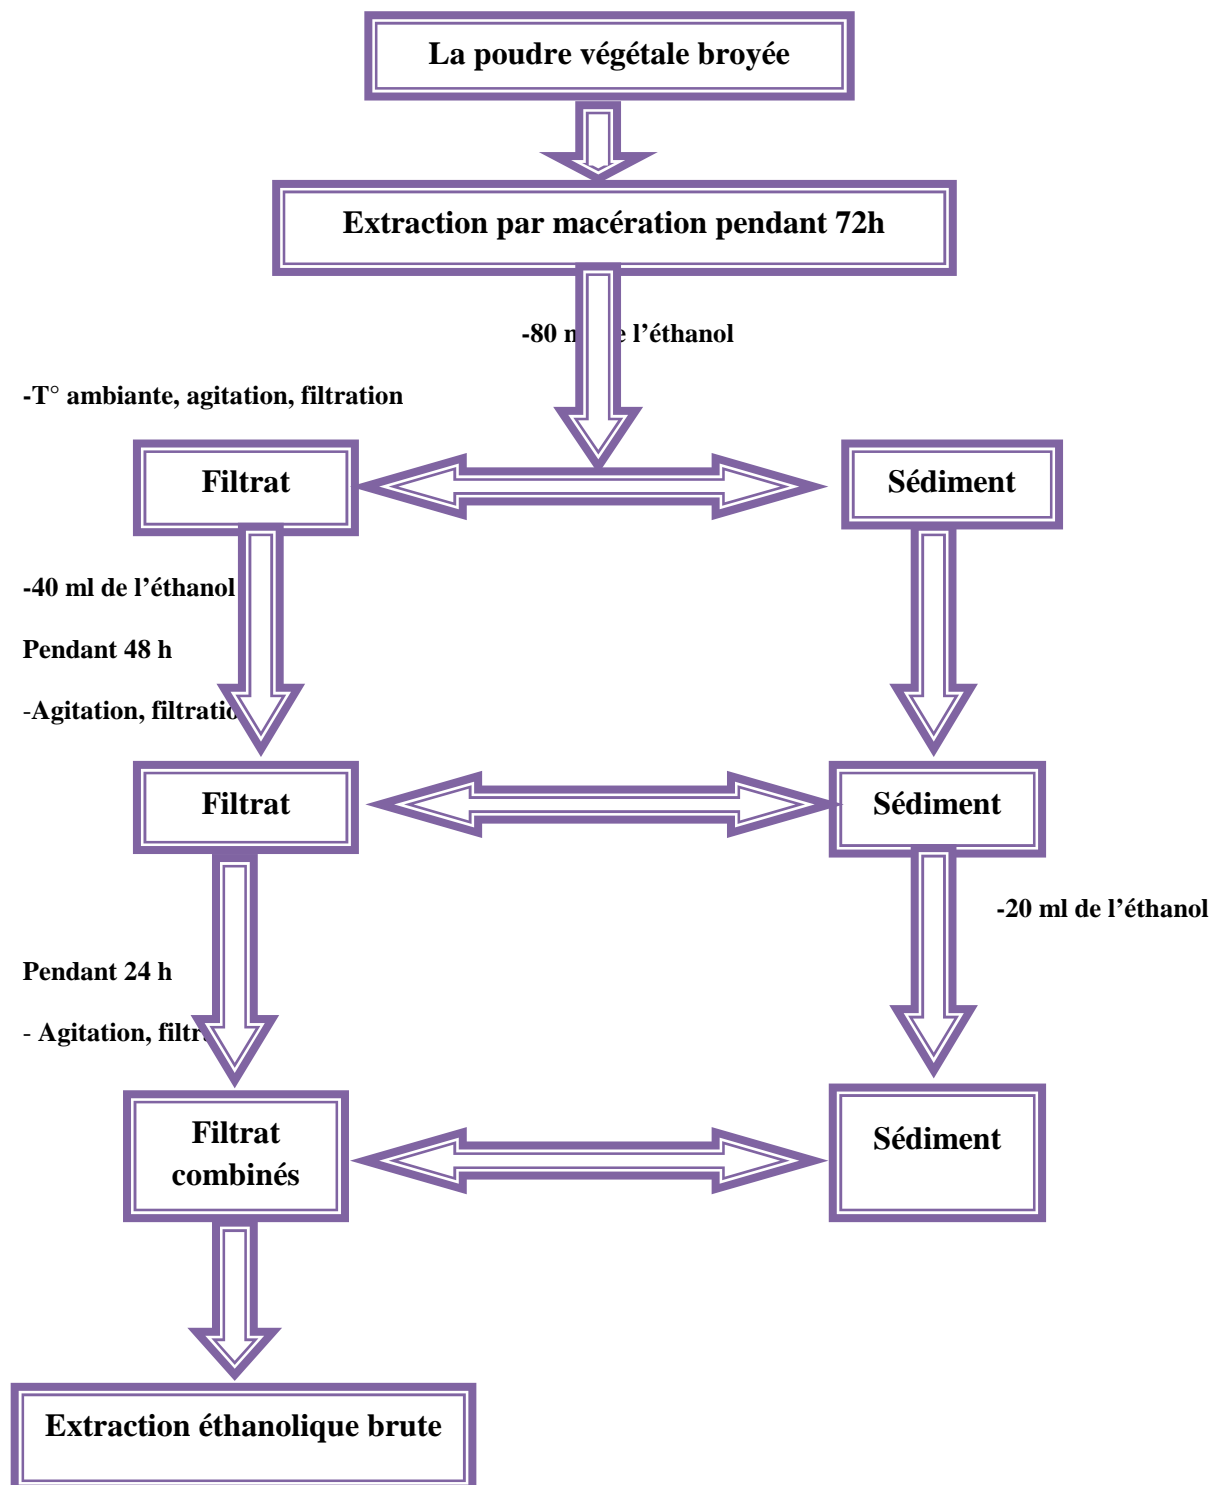 La poudre végétale broyée
Extraction par macération pendant 72h
-80 de l’éthanol
-T° ambiante, agitation, filtration
Filtrat
Sédiment
-40 ml de l’éthanol
Pendant 48 h
-Agitation, filtratio
Filtrat
Sédiment
-20 ml de l’éthanol
Pendant 24 h
- Agitation,
Filtrat
combinés
Sédiment
Extraction éthanolique brute